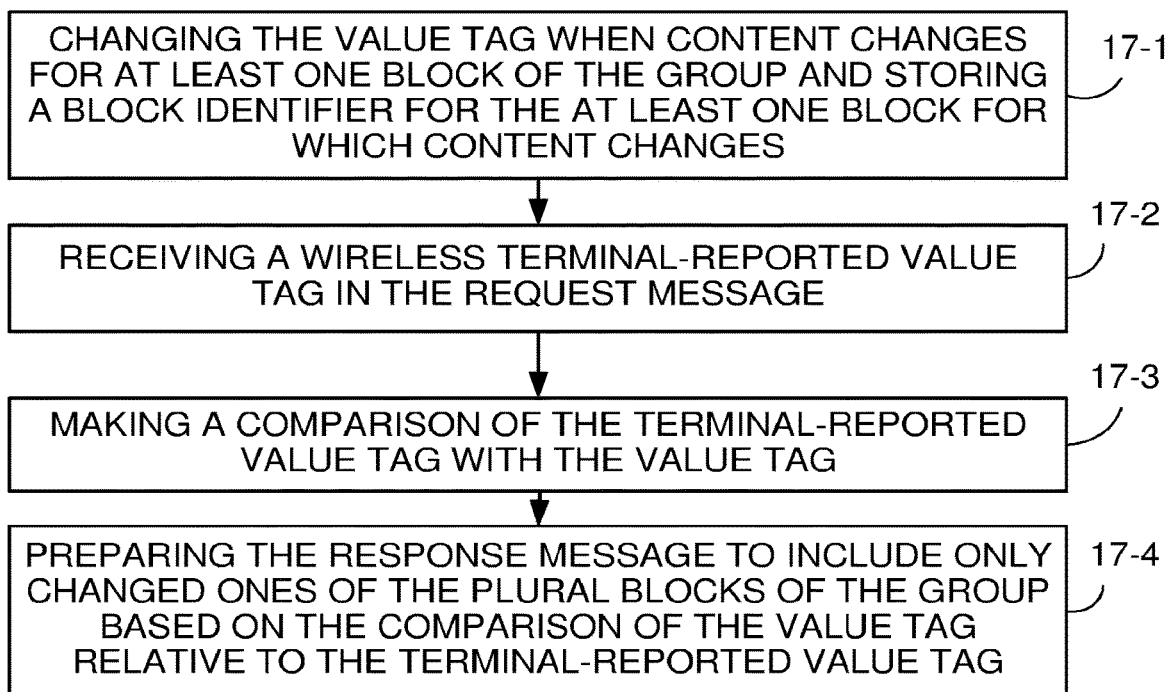 CHANGING THE VALUE TAG WHEN CONTENT CHANGES
FOR AT LEAST ONE BLOCK OF THE GROUP AND STORING
A BLOCK IDENTIFIER FOR THE AT LEAST ONE BLOCK FOR
WHICH CONTENT CHANGES
17-1
RECEIVING A WIRELESS TERMINAL-REPORTED VALUE
TAG IN THE REQUEST MESSAGE
17-2
MAKING A COMPARISON OF THE TERMINAL-REPORTED
VALUE TAG WITH THE VALUE TAG
17-3
PREPARING THE RESPONSE MESSAGE TO INCLUDE ONLY
CHANGED ONES OF THE PLURAL BLOCKS OF THE GROUP
BASED ON THE COMPARISON OF THE VALUE TAG
RELATIVE TO THE TERMINAL-REPORTED VALUE TAG
17-4